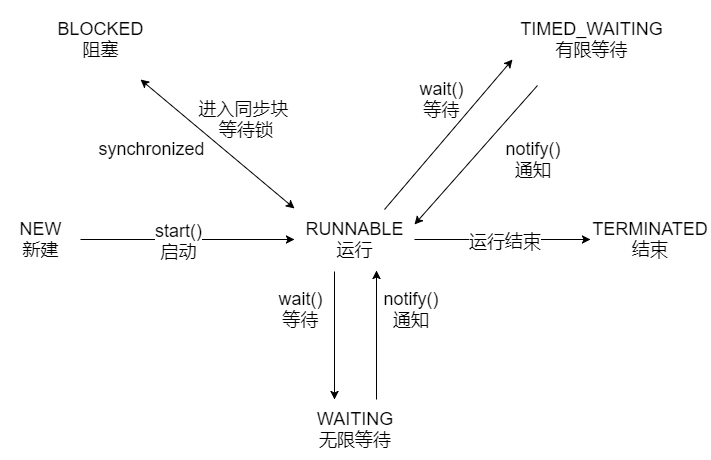 BLOCKED
阻塞
TIMED_WAITING
有限等待
进入同步块
等待锁
synchronized
wait()
等待
notify()
通知
NEW
新建
start()
启动
RUNNABLE
运行
运行结束
TERMINATED
结束
wait()
等待
notify()
通知
WAITING
无限等待